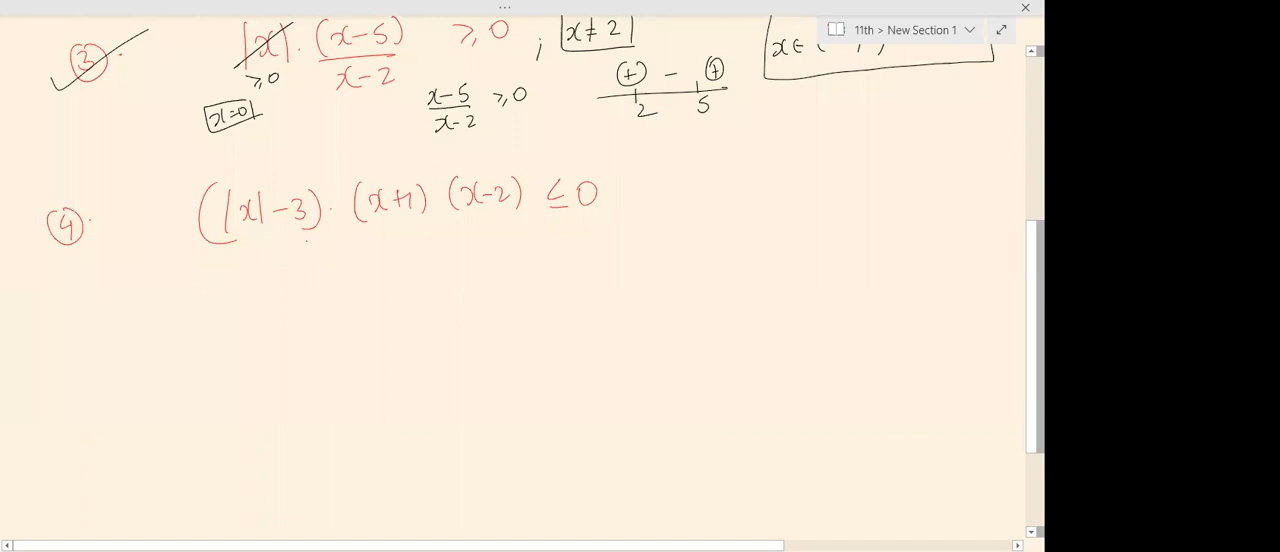 11th > New Section 1
③ |x| · (x-5)/(x-2) ≥ 0 ; x ≠ 2
x ∈ (
≥0
x=0
(x-5)/(x-2) ≥ 0
+ - +
2 5
④ (|x| - 3) · (x+1) (x-2) ≤ 0